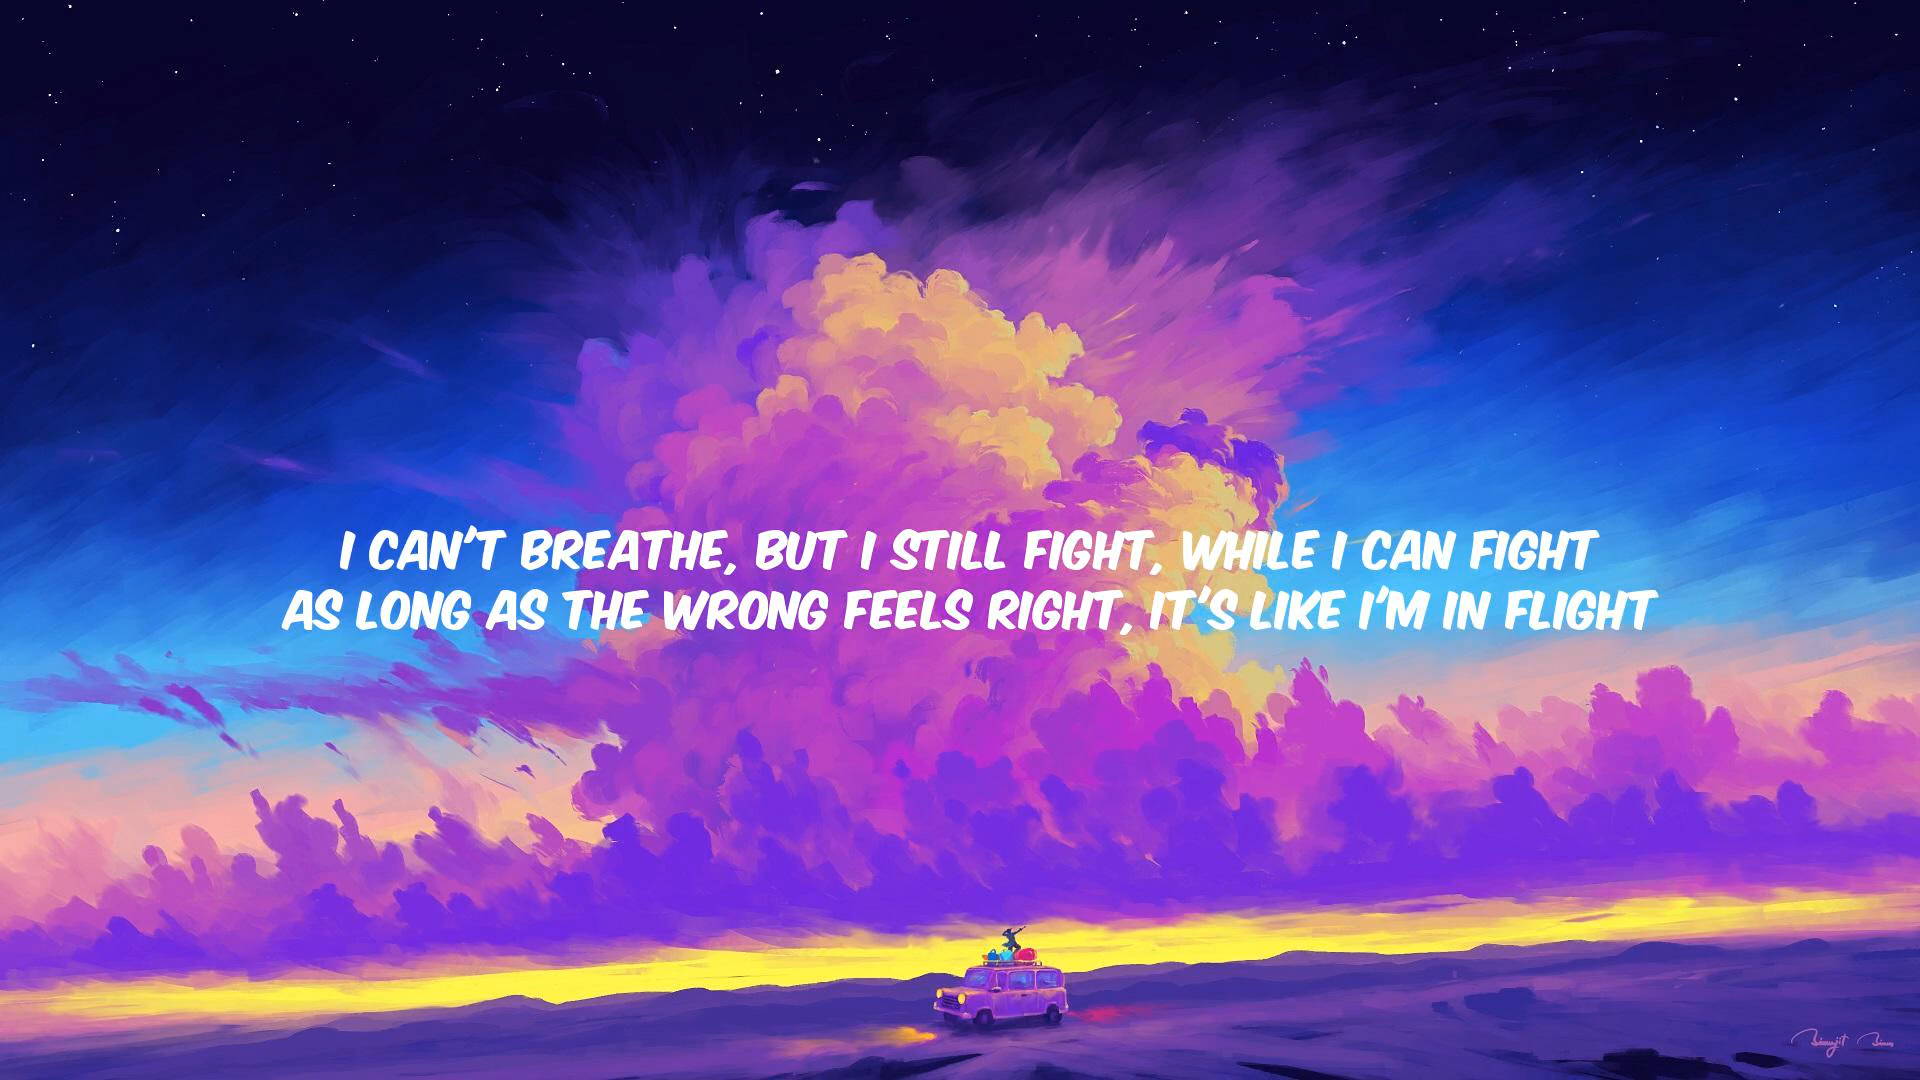 I CAN'T BREATHE, BUT I STILL FIGHT, WHILE I CAN FIGHT
AS LONG AS THE WRONG FEELS RIGHT, IT'S LIKE I'M IN FLIGHT